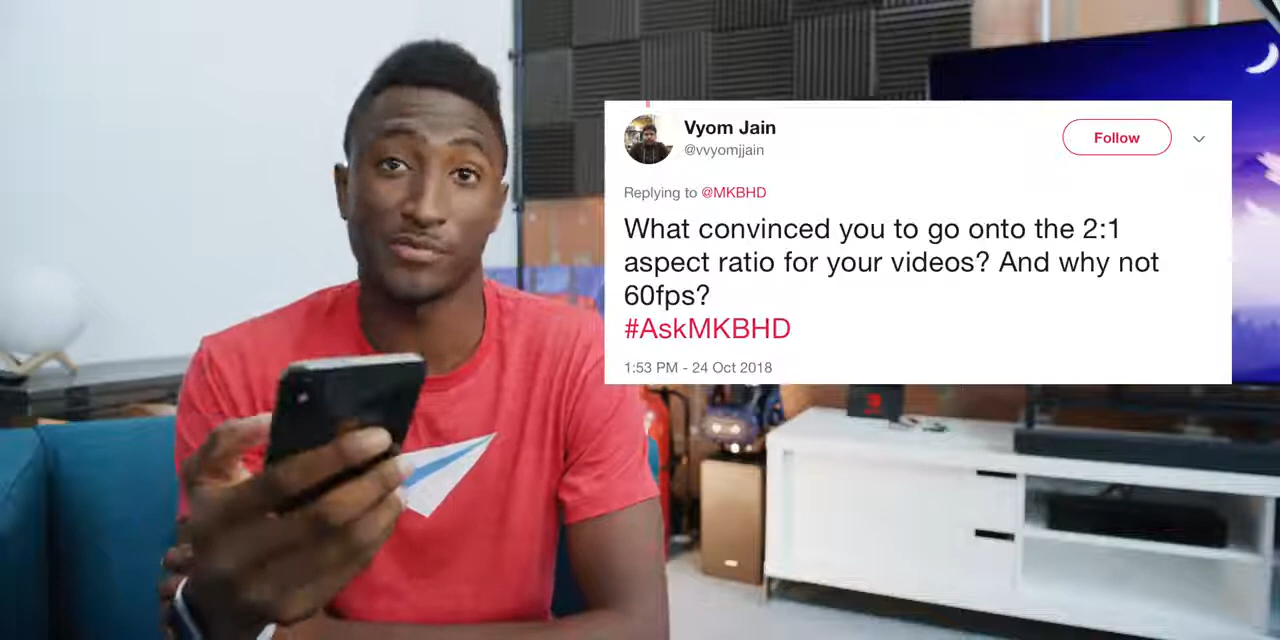 Vyom Jain
@vvyomjjain
Follow
Replying to @MKBHD
What convinced you to go onto the 2:1
aspect ratio for your videos? And why not
60fps?
#AskMKBHD
1:53 PM - 24 Oct 2018